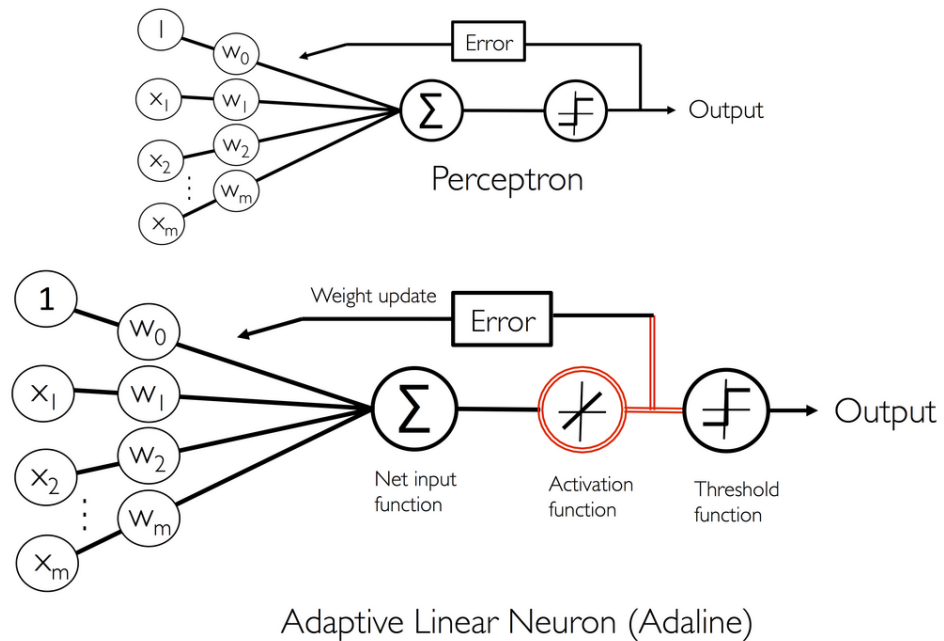 1
w0
Error
x1
w1
Σ
Output
x2
w2
Perceptron
wm
xm
1
Weight update
Error
w0
x1
w1
Σ
Output
x2
w2
Net input
function
Activation
function
Threshold
function
wm
xm
Adaptive Linear Neuron (Adaline)